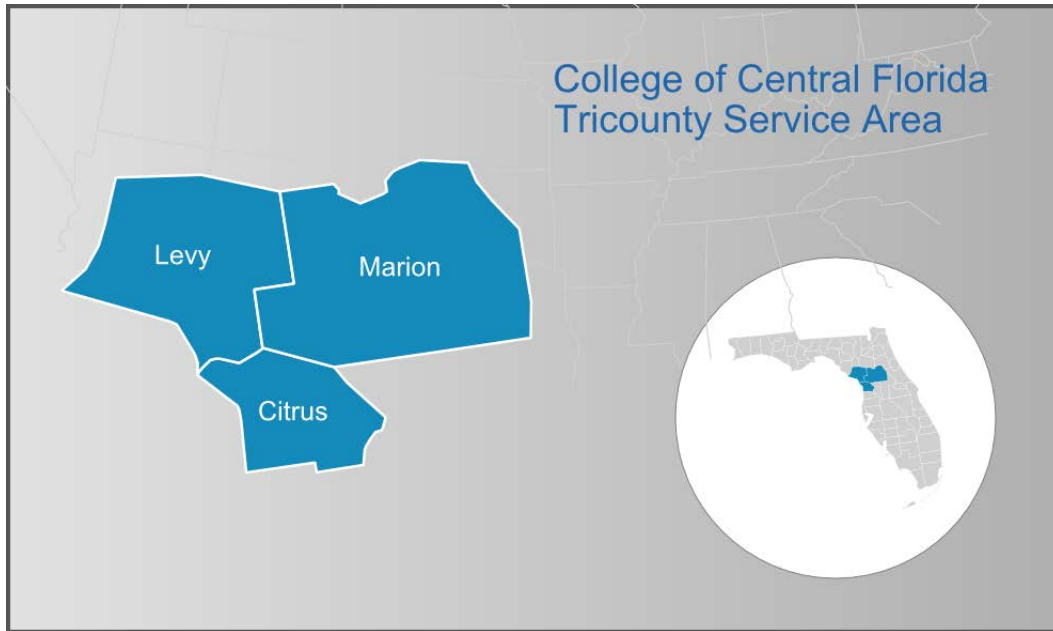 College of Central Florida
Tricounty Service Area
Levy
Marion
Citrus